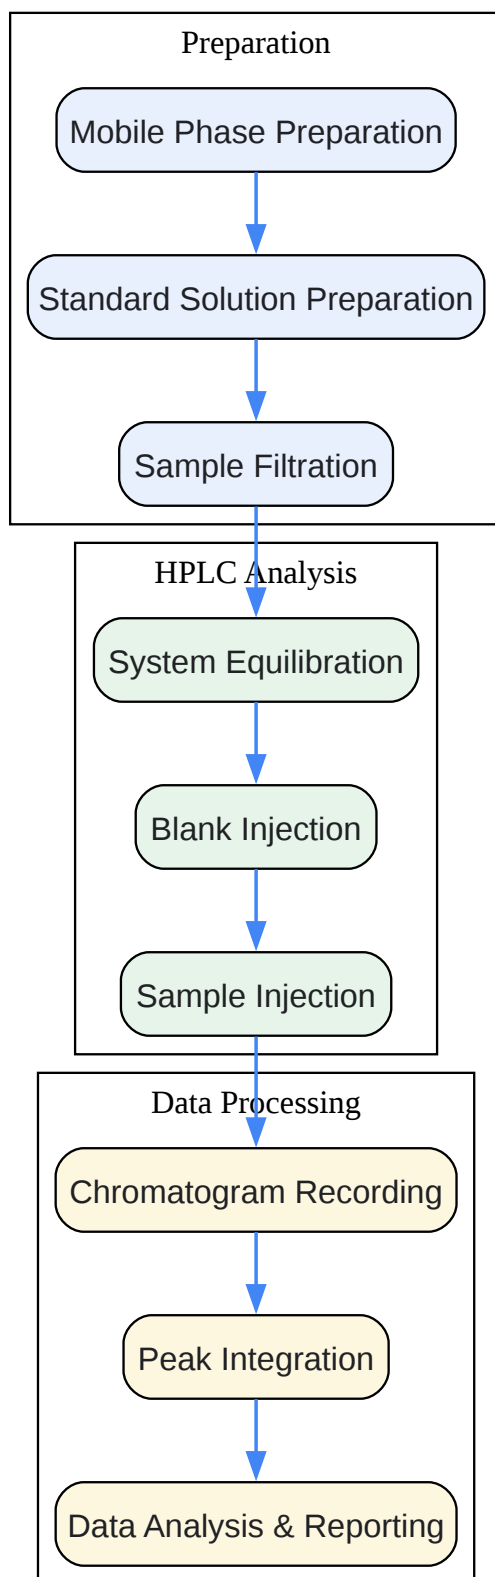 Preparation
Mobile Phase Preparation
Standard Solution Preparation
Sample Filtration
HPLC Analysis
System Equilibration
Blank Injection
Sample Injection
Data Processing
Chromatogram Recording
Peak Integration
Data Analysis & Reporting